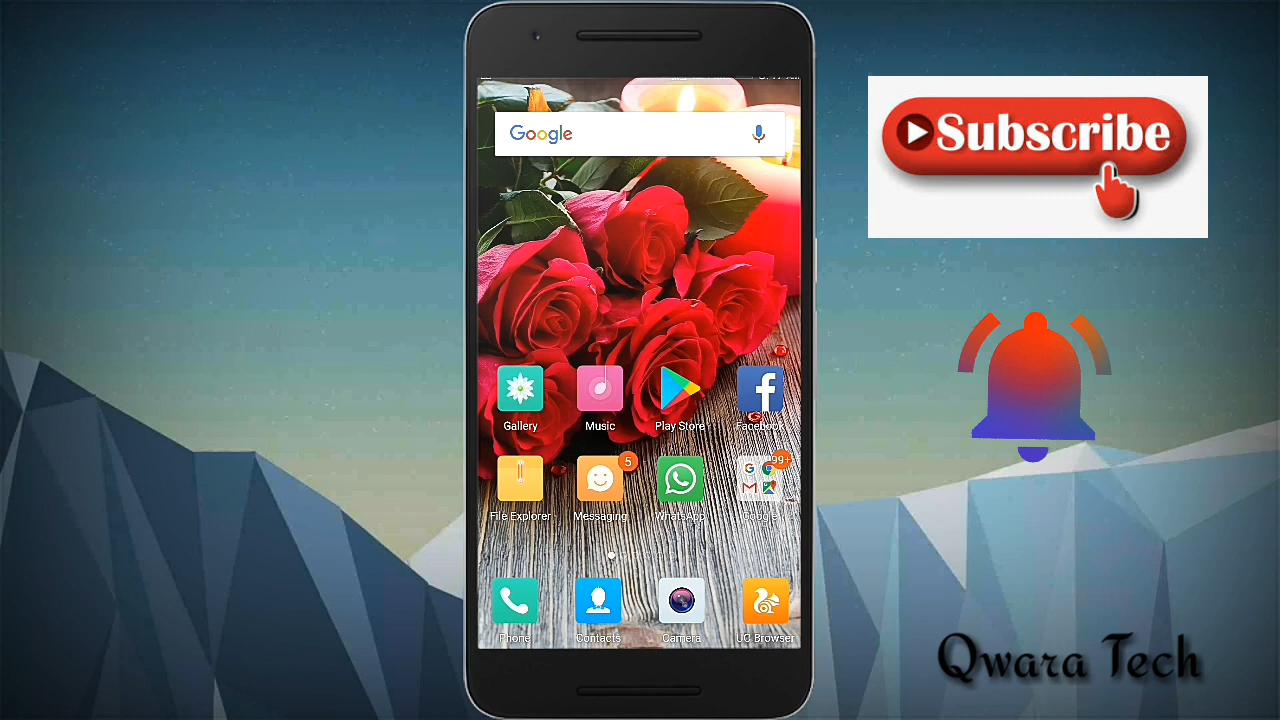 Google
Subscribe
Gallery
Music
Play Store
Facebook
5
99+
File Explorer
Messaging
WhatsApp
Google
Phone
Contacts
Camera
UC Browser
Qwara Tech